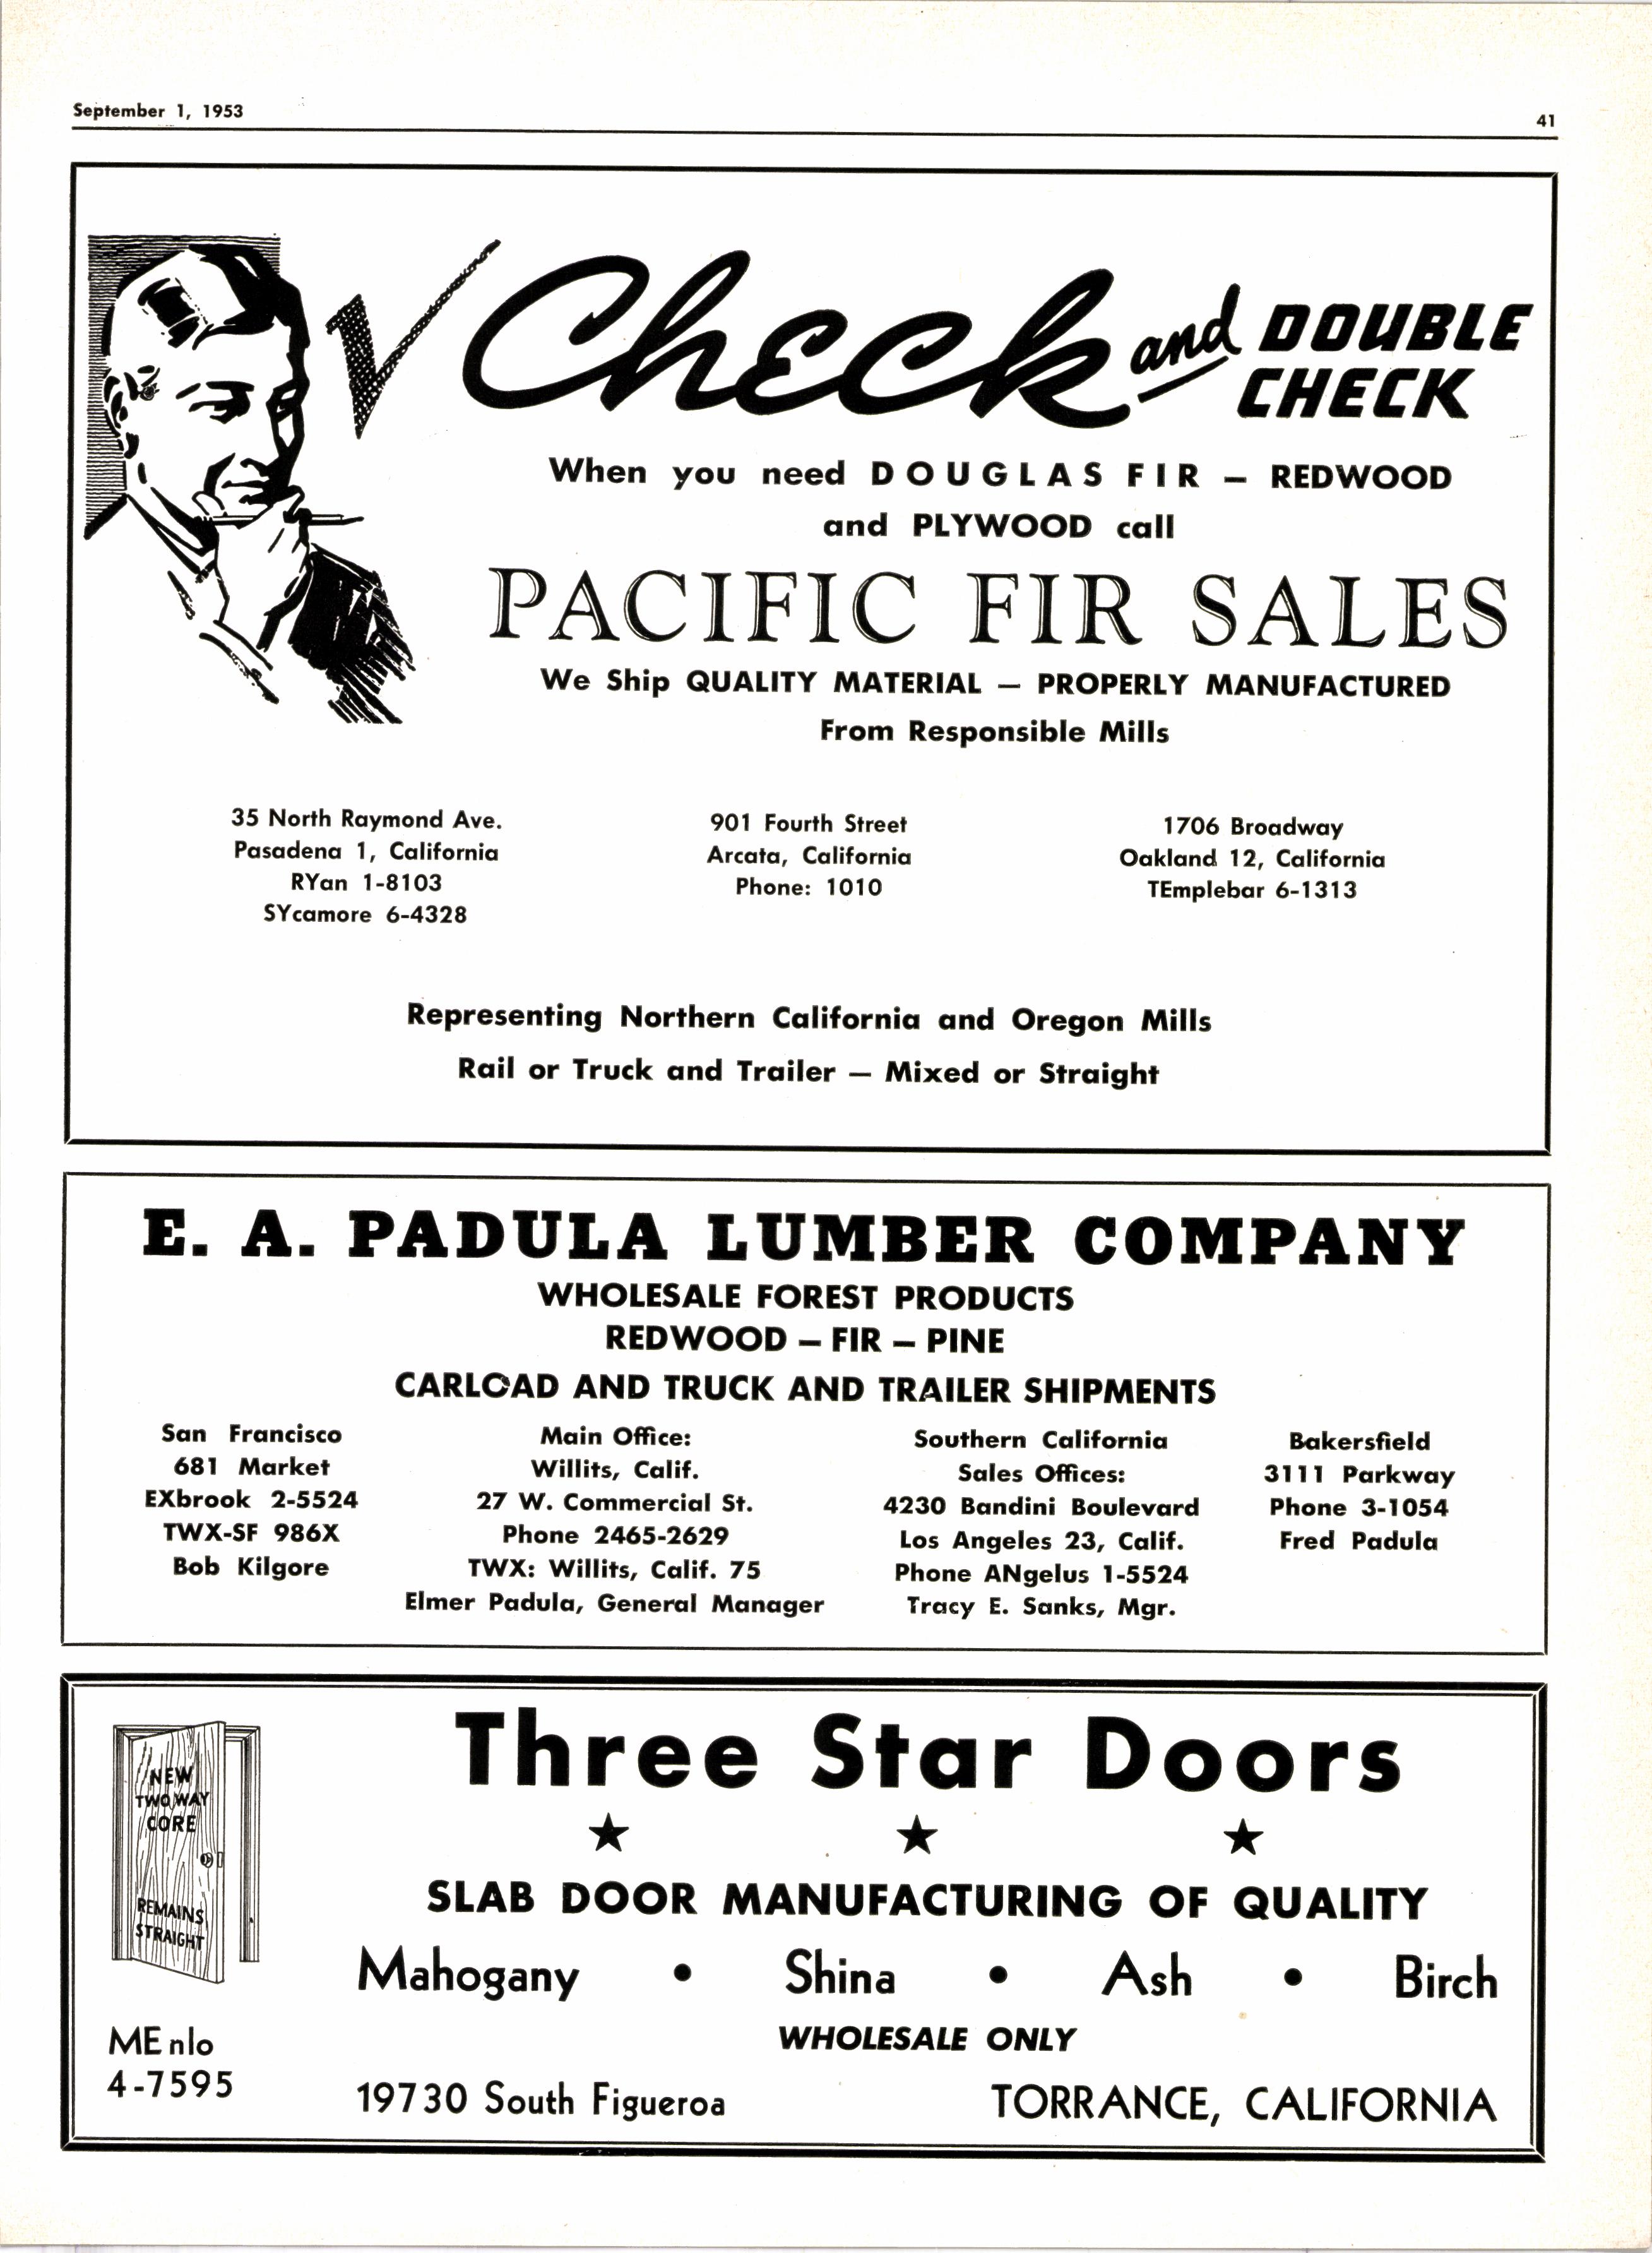 September 1, 1953
41
Check and DOUBLE
CHECK
When you need DOUGLAS FIR — REDWOOD
and PLYWOOD call
PACIFIC FIR SALES
We Ship QUALITY MATERIAL — PROPERLY MANUFACTURED
From Responsible Mills
35 North Raymond Ave.
Pasadena 1, California
RYan 1-8103
SYcamore 6-4328
901 Fourth Street
Arcata, California
Phone: 1010
1706 Broadway
Oakland 12, California
TEmplebar 6-1313
Representing Northern California and Oregon Mills
Rail or Truck and Trailer — Mixed or Straight
E. A. PADULA LUMBER COMPANY
WHOLESALE FOREST PRODUCTS
REDWOOD — FIR — PINE
CARLOAD AND TRUCK AND TRAILER SHIPMENTS
San Francisco
681 Market
EXbrook 2-5524
TWX-SF 986X
Bob Kilgore
Main Office:
Willits, Calif.
27 W. Commercial St.
Phone 2465-2629
TWX: Willits, Calif. 75
Elmer Padula, General Manager
Southern California
Sales Offices:
4230 Bandini Boulevard
Los Angeles 23, Calif.
Phone ANgelus 1-5524
Tracy E. Sanks, Mgr.
Bakersfield
3111 Parkway
Phone 3-1054
Fred Padula
NEW
TWO WAY
CORE
REMAINS
STRAIGHT
Three Star Doors
★ ★ ★
SLAB DOOR MANUFACTURING OF QUALITY
Mahogany • Shina • Ash • Birch
WHOLESALE ONLY
MEnlo
4-7595
19730 South Figueroa
TORRANCE, CALIFORNIA